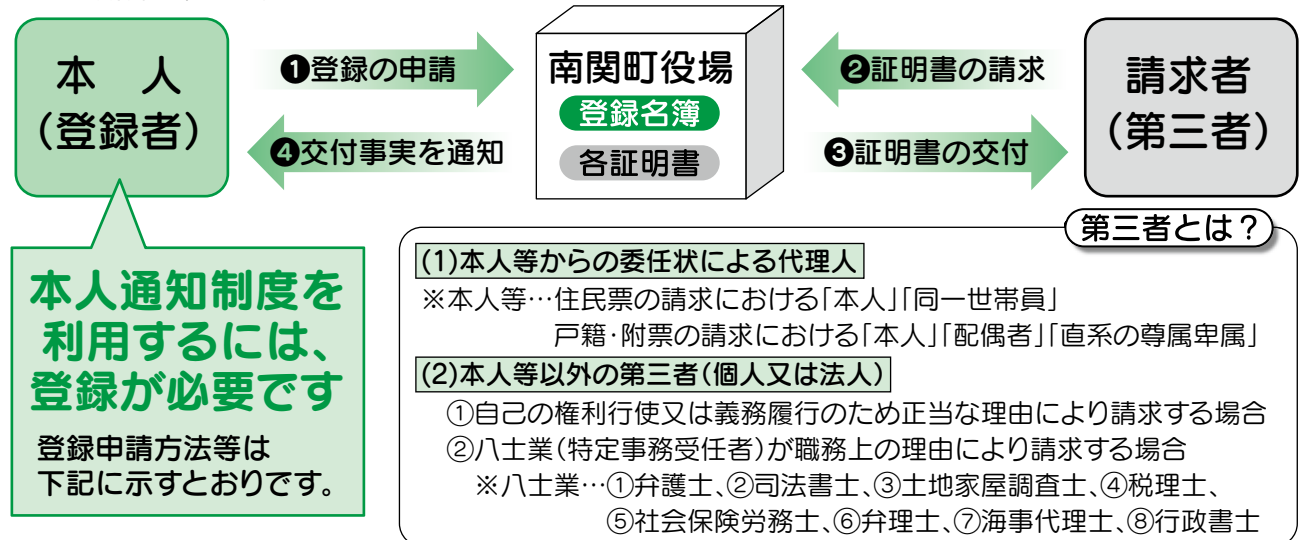 本　人
（登録者）
❶登録の申請
❹交付事実を通知
南関町役場
登録名簿
各証明書
❷証明書の請求
❸証明書の交付
請求者
（第三者）
本人通知制度を
利用するには、
登録が必要です
登録申請方法等は
下記に示すとおりです。
第三者とは？
(1)本人等からの委任状による代理人
※本人等…住民票の請求における「本人」「同一世帯員」
戸籍・附票の請求における「本人」「配偶者」「直系の尊属卑属」
(2)本人等以外の第三者（個人又は法人）
①自己の権利行使又は義務履行のため正当な理由により請求する場合
②八士業（特定事務受任者）が職務上の理由により請求する場合
※八士業…①弁護士、②司法書士、③土地家屋調査士、④税理士、
⑤社会保険労務士、⑥弁理士、⑦海事代理士、⑧行政書士